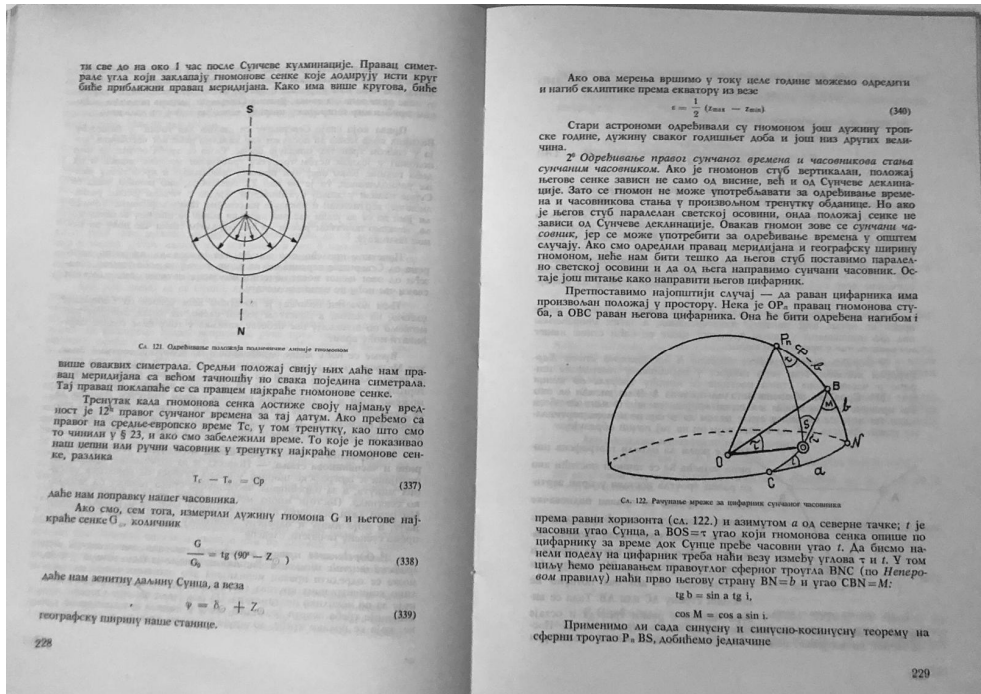 ти све до на око 1 час после Сунчеве кулминације. Правац симет-
рале угла који заклапају гномонове сенке које додирују исти круг
биће приближни правац меридијана. Како има више кругова, биће
S
N
Сл. 121. Одређивање положаја подневачке линије гномоном
више оваквих симетрала. Средњи положај свију њих даће нам пра-
вац меридијана са већом тачношћу но свака поједина симетрала.
Тај правац поклапаће се са правцем најкраће гномонове сенке.
Тренутак када гномонова сенка достиже своју најмању вред-
ност је 12ʰ правог сунчаног времена за тај датум. Ако пређемо са
правог на средње-европско време Tc, у том тренутку, као што смо
то чинили у § 23, и ако смо забележили време. То које је показивао
наш џепни или ручни часовник у тренутку најкраће гномонове сен-
ке, разлика
− = Cp (337)
даће нам поправку нашег часовника.
Ако смо, сем тога, измерили дужину гномона G и његове нај-
краће сенке G количник
G / G₀ = tg (90° − Z ) (338)
даће нам зенитну даљину Сунца, а веза
+ Z (339)
географску ширину наше станице.
228
Ако ова мерења вршимо у току целе године можемо одредити
и нагиб еклиптике према екватору из везе
ε = 1/2 (zmax − zmin) (340)
Стари астрономи одређивали су гномоном још дужину троп-
ске године, дужину сваког годишњег доба и још низ других вели-
чина.
2° Одређивање правог сунчаног времена и часовникова стања
сунчаним часовником. Ако је гномонов стуб вертикалан, положај
његове сенке зависи не само од висине, већ и од Сунчеве деклина-
ције. Зато се гномон не може употребљавати за одређивање време-
на и часовникова стања у произвољном тренутку обданице. Но ако
је његов стуб паралелан светској осовини, онда положај сенке не
зависи од Сунчеве деклинације. Овакав гномон зове се сунчани ча-
совник, јер се може употребити за одређивање времена у општем
случају. Ако смо одредили правац меридијана и географску ширину
гномоном, неће нам бити тешко да његов стуб поставимо паралел-
но светској осовини и да од њега направимо сунчани часовник. Ос-
таје још питање како направити његов цифарник.
Претпоставимо најопштији случај — да раван цифарника има
произвољан положај у простору. Нека је OPₙ правац гномонова сту-
ба, а OBC раван његова цифарника. Она ће бити одређена нагибом i
Pₙ
φ−b
t
B
M
b
S
τ
τ
O
N
i
a
C
Сл. 122. Рачунање мреже за цифарник сунчаног часовника
према равни хоризонта (сл. 122.) и азимутом a од северне тачке; t је
часовни угао Сунца, а BOS=τ угао који гномонова сенка опише по
цифарнику за време док Сунце пређе часовни угао t. Да бисмо на-
нели поделу на цифарник треба наћи везу између углова τ и t. У том
циљу ћемо решавањем правоуглог сферног троугла BNC (по Неперо-
вом правилу) наћи прво његову страну BN=b и угао CBN=M:
tg b = sin a tg i,
cos M = cos a sin i.
Применимо ли сада синусну и синусно-косинусну теорему на
сферни троугао Pₙ BS, добићемо једначине
229